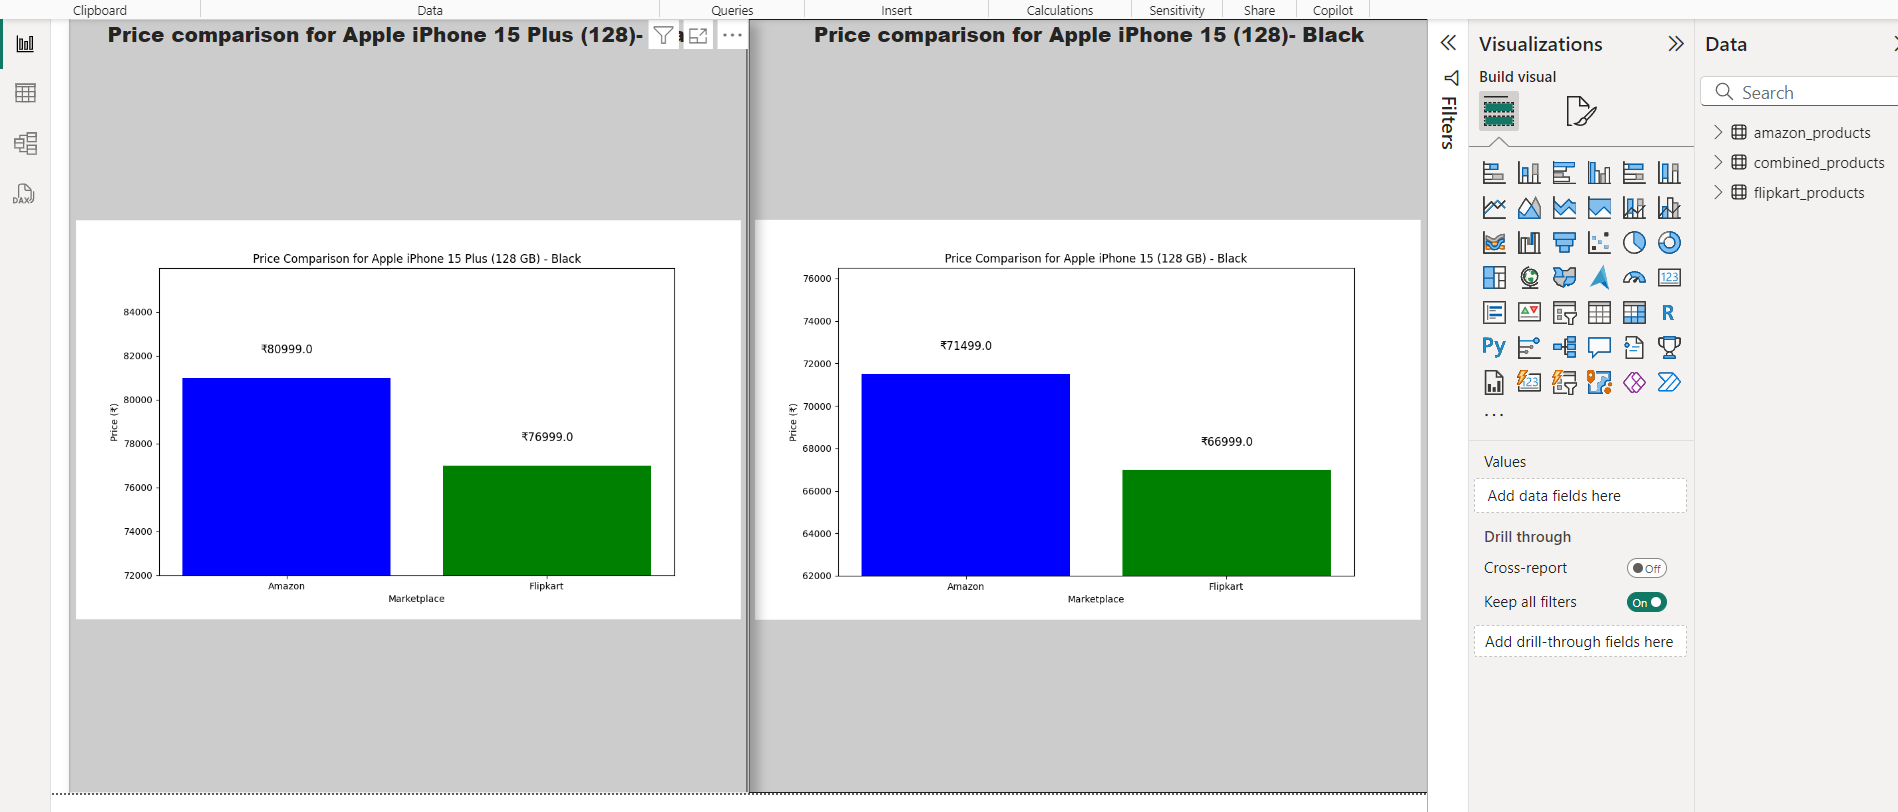 Clipboard
Data
Queries
Insert
Calculations
Sensitivity
Share
Copilot
Price comparison for Apple iPhone 15 Plus (128)-
Price Comparison for Apple iPhone 15 Plus (128 GB) - Black
84000
82000
80000
78000
76000
74000
72000
Price (₹)
₹80999.0
₹76999.0
Amazon
Flipkart
Marketplace
Price comparison for Apple iPhone 15 (128)- Black
Price Comparison for Apple iPhone 15 (128 GB) - Black
76000
74000
72000
70000
68000
66000
64000
62000
Price (₹)
₹71499.0
₹66999.0
Amazon
Flipkart
Marketplace
Filters
Visualizations
Build visual
123
R
Py
123
...
Values
Add data fields here
Drill through
Cross-report
Off
Keep all filters
On
Add drill-through fields here
Data
Search
amazon_products
combined_products
flipkart_products
DAX